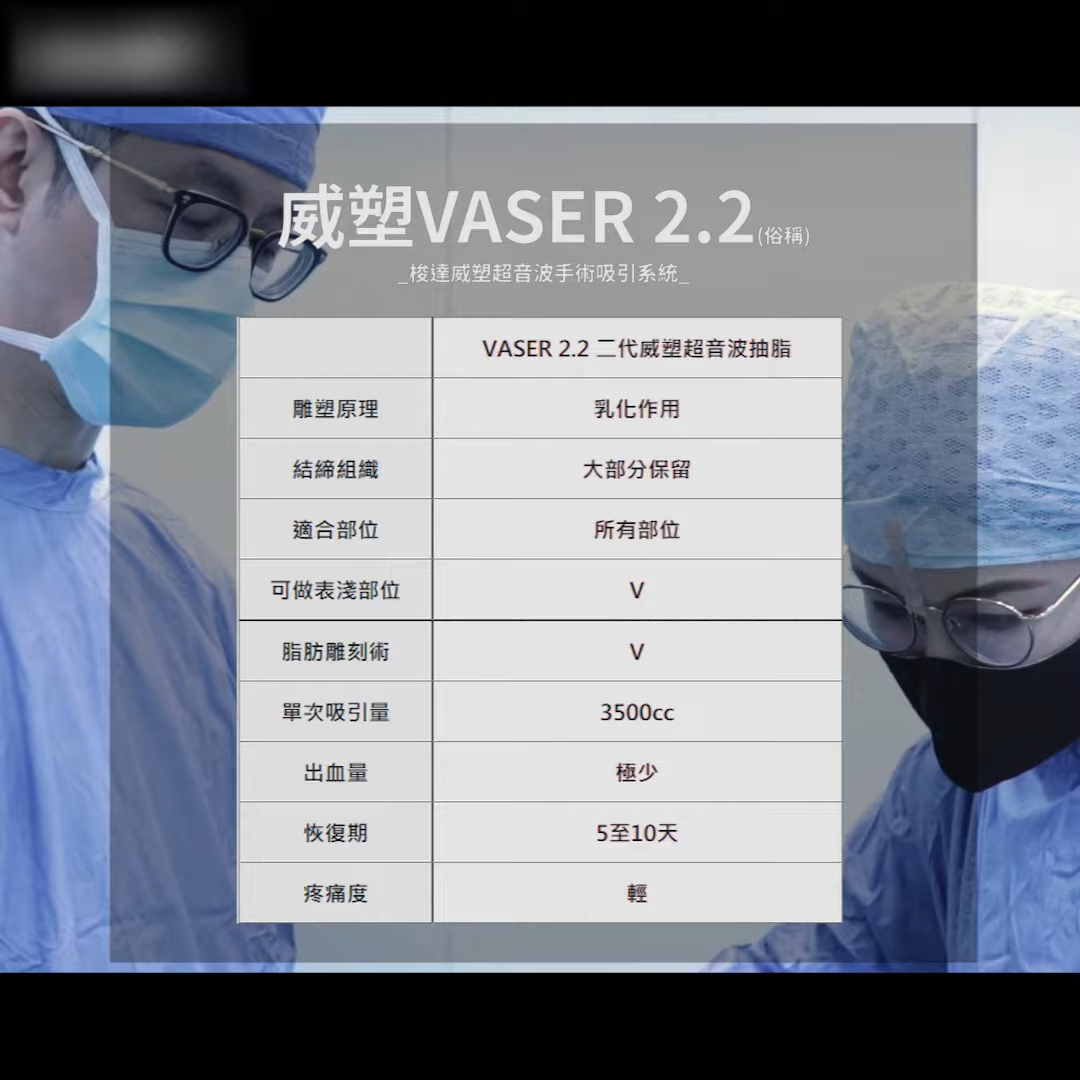 威塑VASER 2.2(俗稱)
_梭達威塑超音波手術吸引系統_
VASER 2.2 二代威塑超音波抽脂
雕塑原理 乳化作用
結締組織 大部分保留
適合部位 所有部位
可做表淺部位 V
脂肪雕刻術 V
單次吸引量 3500cc
出血量 極少
恢復期 5至10天
疼痛度 輕